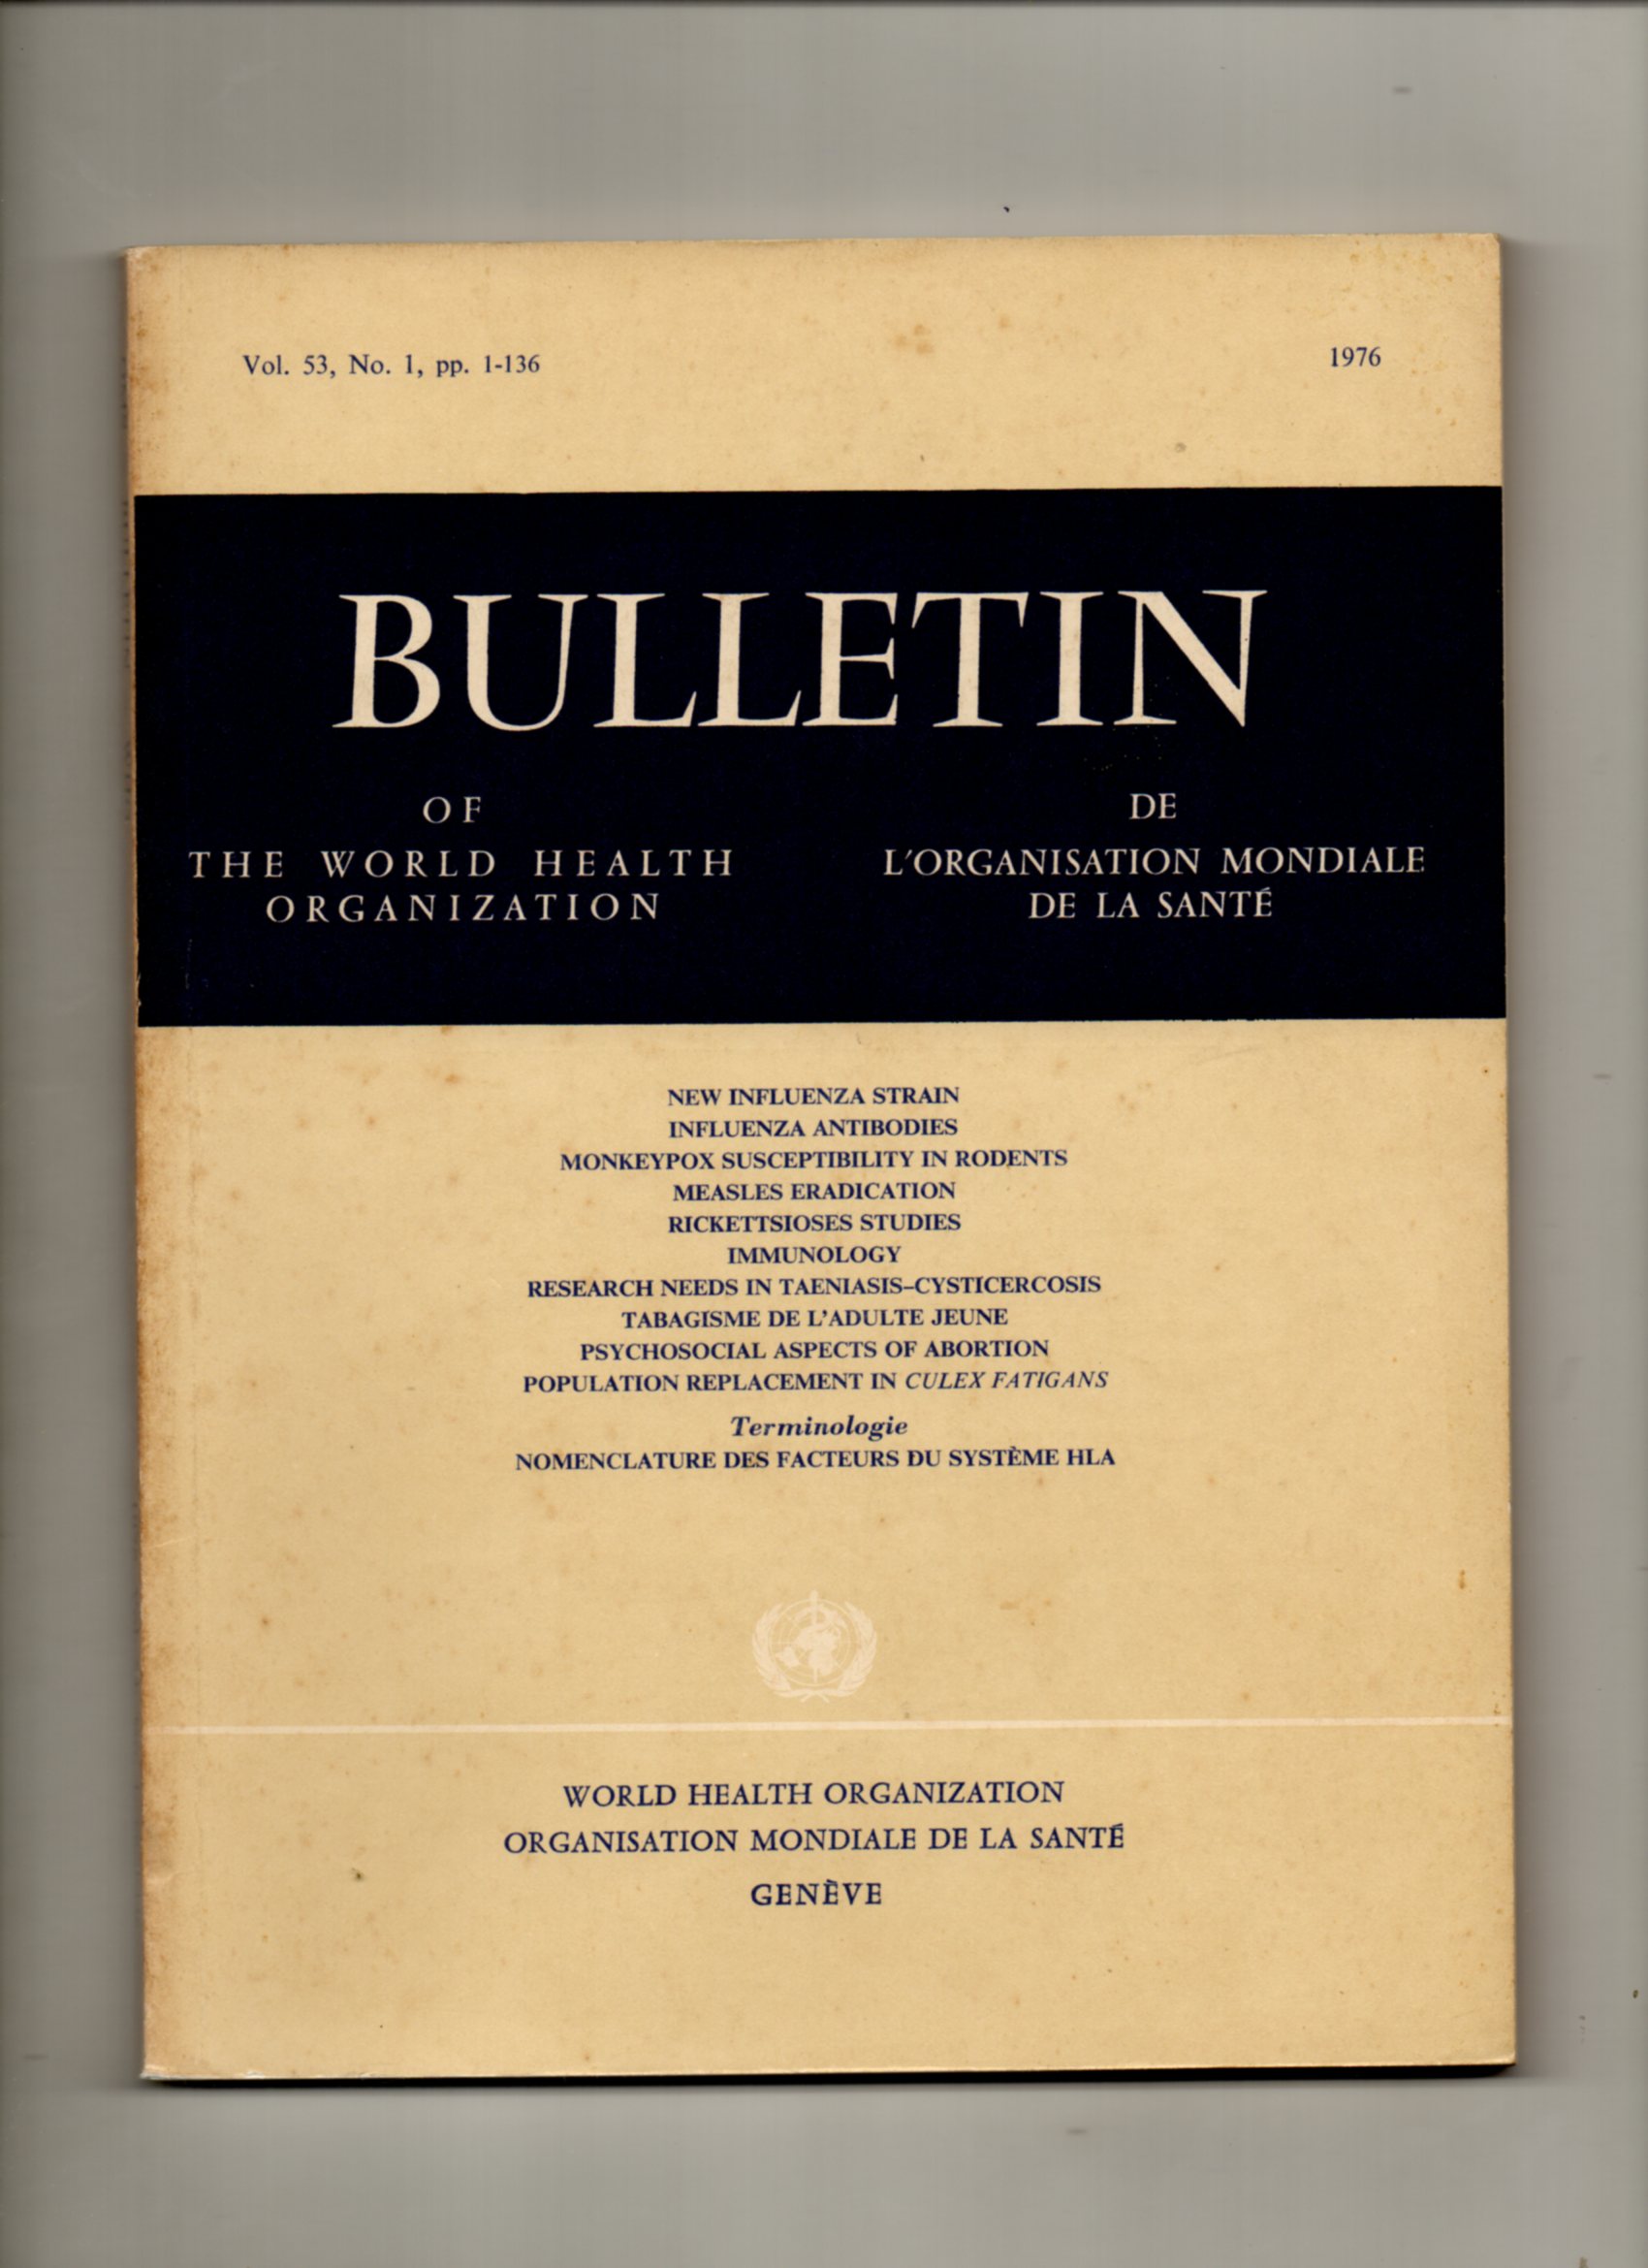 Vol. 53, No. 1, pp. 1-136
1976
BULLETIN
OF
THE WORLD HEALTH
ORGANIZATION
DE
L'ORGANISATION MONDIALE
DE LA SANTÉ
NEW INFLUENZA STRAIN
INFLUENZA ANTIBODIES
MONKEYPOX SUSCEPTIBILITY IN RODENTS
MEASLES ERADICATION
RICKETTSIOSES STUDIES
IMMUNOLOGY
RESEARCH NEEDS IN TAENIASIS–CYSTICERCOSIS
TABAGISME DE L'ADULTE JEUNE
PSYCHOSOCIAL ASPECTS OF ABORTION
POPULATION REPLACEMENT IN CULEX FATIGANS
Terminologie
NOMENCLATURE DES FACTEURS DU SYSTÈME HLA
WORLD HEALTH ORGANIZATION
ORGANISATION MONDIALE DE LA SANTÉ
GENÈVE